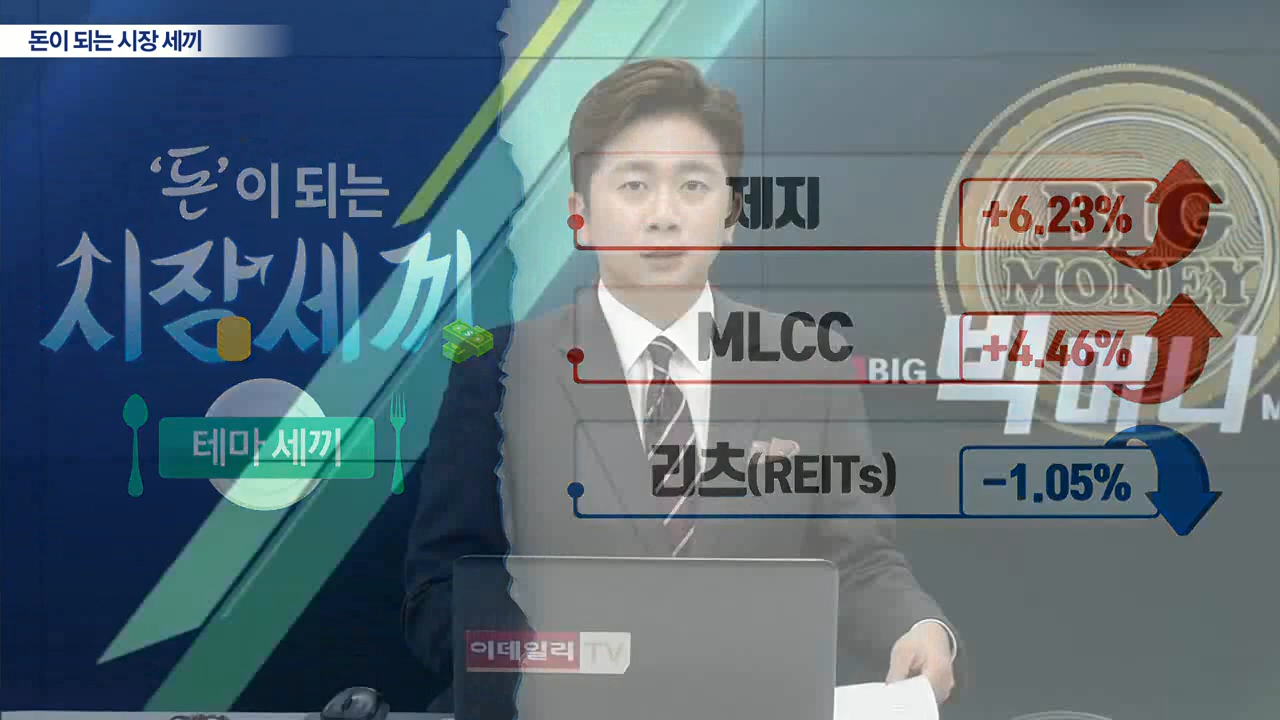 돈이 되는 시장 세끼
'돈'이 되는
시장세끼
테마 세끼
제지
+6.23%
MLCC
+4.46%
리츠(REITs)
-1.05%
BIG
MONEY
BIG
빅머니
M
이데일리 TV